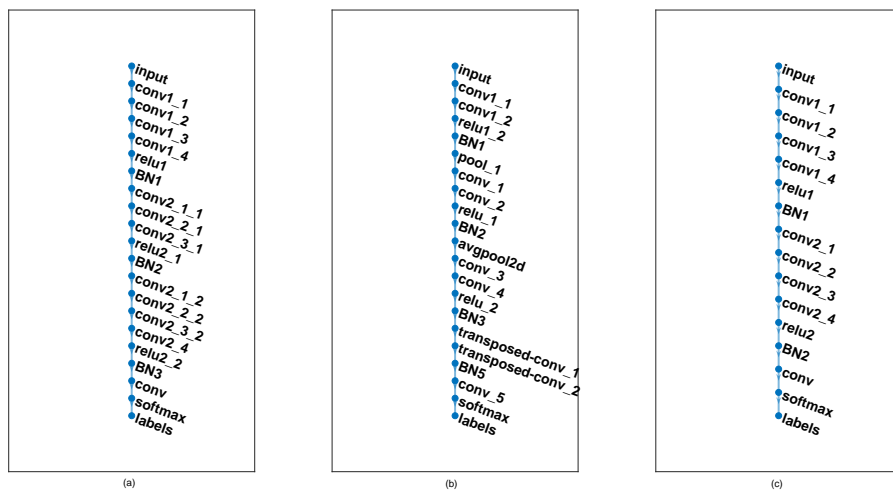 input
conv1_1
conv1_2
conv1_3
conv1_4
relu1
BN1
conv2_1_1
conv2_2_1
conv2_3_1
relu2_1
BN2
conv2_1_2
conv2_2_2
conv2_3_2
conv2_4
relu2_2
BN3
conv
softmax
labels
(a)
input
conv1_1
conv1_2
relu1_2
BN1
pool_1
conv_1
conv_2
relu_1
BN2
avgpool2d
conv_3
conv_4
relu_2
BN3
transposed-conv_1
transposed-conv_2
BN5
conv_5
softmax
labels
(b)
input
conv1_1
conv1_2
conv1_3
conv1_4
relu1
BN1
conv2_1
conv2_2
conv2_3
conv2_4
relu2
BN2
conv
softmax
labels
(c)